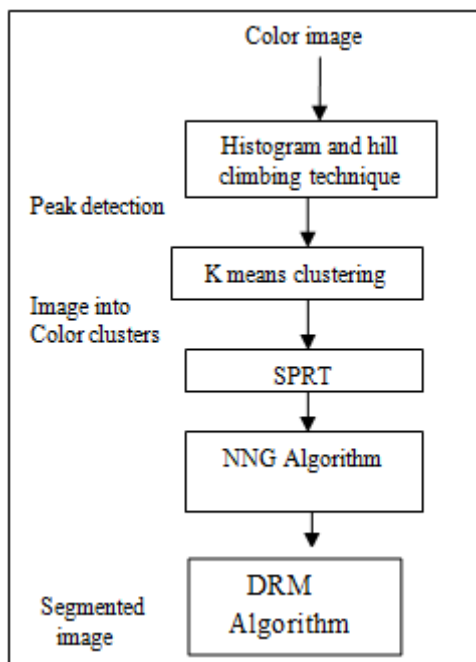 Color image
Histogram and hill
climbing technique
Peak detection
K means clustering
Image into
Color clusters
SPRT
NNG Algorithm
DRM
Algorithm
Segmented
image